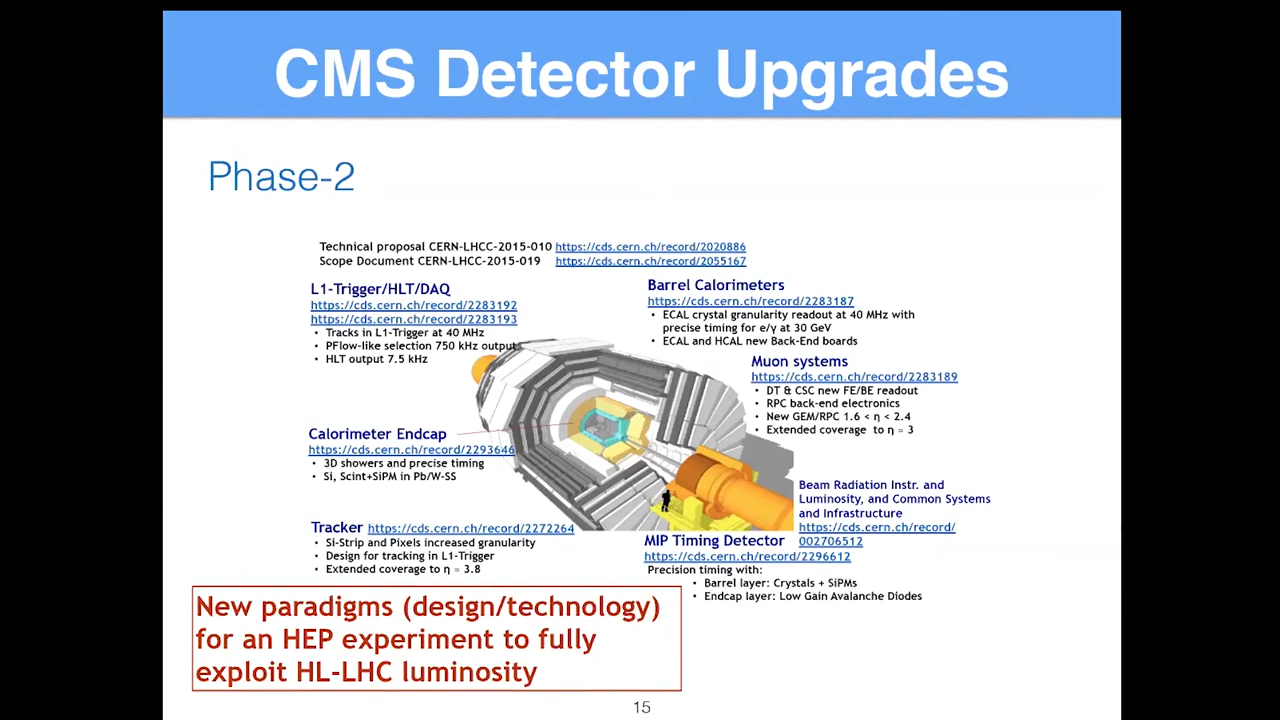 CMS Detector Upgrades
Phase-2
Technical proposal CERN-LHCC-2015-010 https://cds.cern.ch/record/2020886
Scope Document CERN-LHCC-2015-019 https://cds.cern.ch/record/2055167
L1-Trigger/HLT/DAQ
https://cds.cern.ch/record/2283192
https://cds.cern.ch/record/2283193
• Tracks in L1-Trigger at 40 MHz
• PFlow-like selection 750 kHz output
• HLT output 7.5 kHz
Barrel Calorimeters
https://cds.cern.ch/record/2283187
• ECAL crystal granularity readout at 40 MHz with
precise timing for e/γ at 30 GeV
• ECAL and HCAL new Back-End boards
Muon systems
https://cds.cern.ch/record/2283189
• DT & CSC new FE/BE readout
• RPC back-end electronics
• New GEM/RPC 1.6 < η < 2.4
• Extended coverage to η = 3
Calorimeter Endcap
https://cds.cern.ch/record/2293646
• 3D showers and precise timing
• Si, Scint+SiPM in Pb/W-SS
Beam Radiation Instr. and
Luminosity, and Common Systems
and Infrastructure
https://cds.cern.ch/record/
002706512
Tracker https://cds.cern.ch/record/2272264
• Si-Strip and Pixels increased granularity
• Design for tracking in L1-Trigger
• Extended coverage to η = 3.8
MIP Timing Detector
https://cds.cern.ch/record/2296612
Precision timing with:
• Barrel layer: Crystals + SiPMs
• Endcap layer: Low Gain Avalanche Diodes
New paradigms (design/technology)
for an HEP experiment to fully
exploit HL-LHC luminosity
15